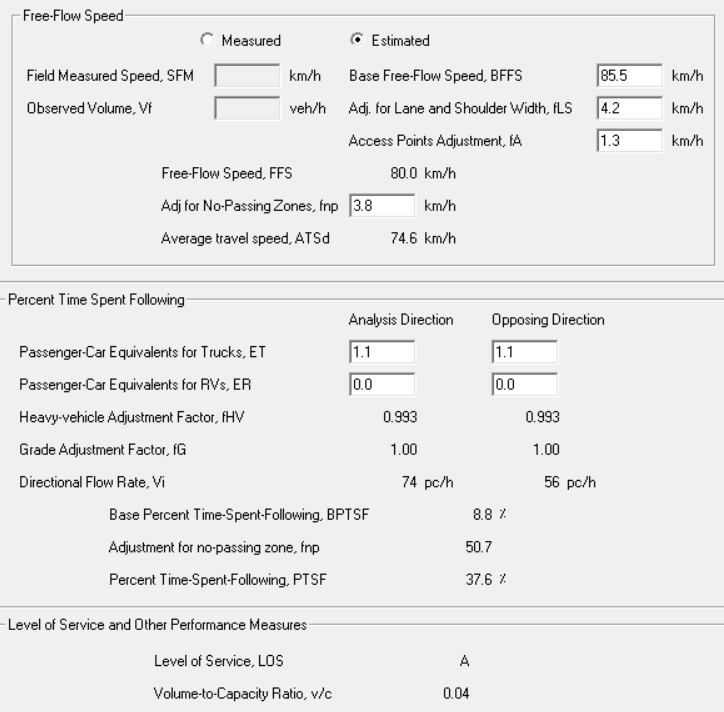 Free-Flow Speed
Measured Estimated
Field Measured Speed, SFM km/h Base Free-Flow Speed, BFFS 85.5 km/h
Observed Volume, Vf veh/h Adj. for Lane and Shoulder Width, fLS 4.2 km/h
Access Points Adjustment, fA 1.3 km/h
Free-Flow Speed, FFS 80.0 km/h
Adj for No-Passing Zones, fnp 3.8 km/h
Average travel speed, ATSd 74.6 km/h
Percent Time Spent Following
Analysis Direction Opposing Direction
Passenger-Car Equivalents for Trucks, ET 1.1 1.1
Passenger-Car Equivalents for RVs, ER 0.0 0.0
Heavy-vehicle Adjustment Factor, fHV 0.993 0.993
Grade Adjustment Factor, fG 1.00 1.00
Directional Flow Rate, Vi 74 pc/h 56 pc/h
Base Percent Time-Spent-Following, BPTSF 8.8 %
Adjustment for no-passing zone, fnp 50.7
Percent Time-Spent-Following, PTSF 37.6 %
Level of Service and Other Performance Measures
Level of Service, LOS A
Volume-to-Capacity Ratio, v/c 0.04